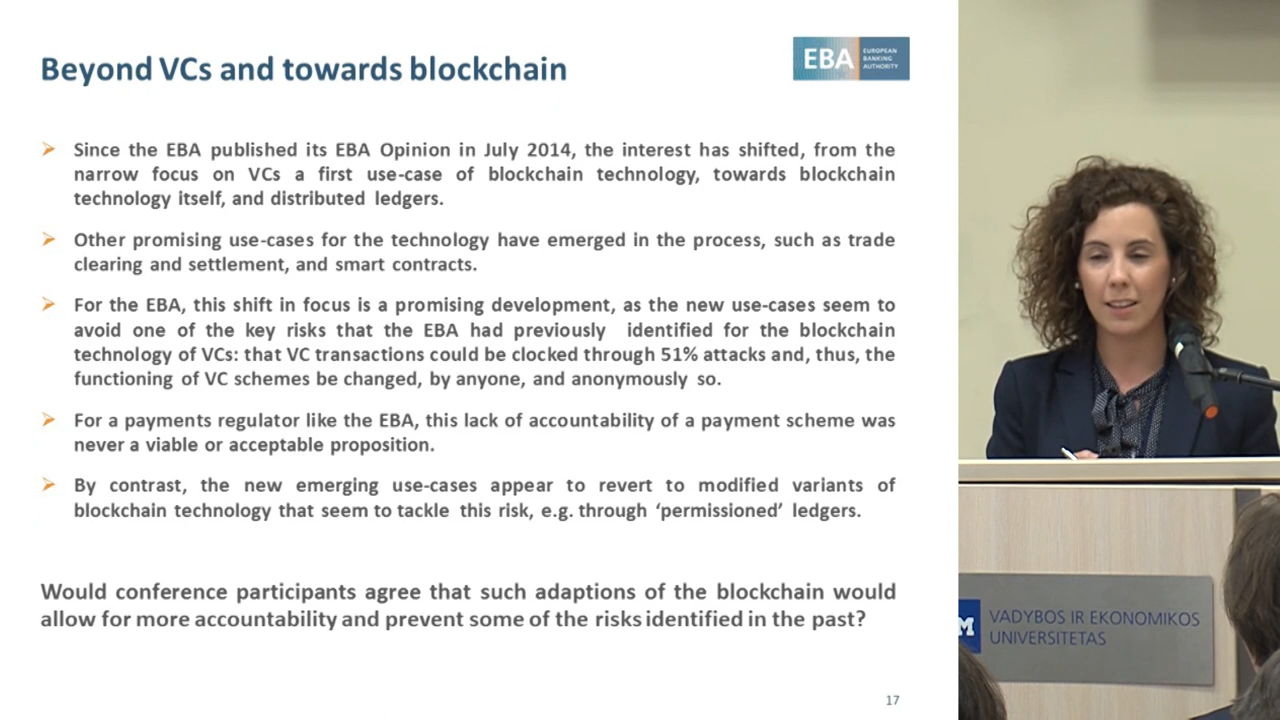 Beyond VCs and towards blockchain
EBA
EUROPEAN
BANKING
AUTHORITY
Since the EBA published its EBA Opinion in July 2014, the interest has shifted, from the
narrow focus on VCs a first use-case of blockchain technology, towards blockchain
technology itself, and distributed ledgers.
Other promising use-cases for the technology have emerged in the process, such as trade
clearing and settlement, and smart contracts.
For the EBA, this shift in focus is a promising development, as the new use-cases seem to
avoid one of the key risks that the EBA had previously identified for the blockchain
technology of VCs: that VC transactions could be clocked through 51% attacks and, thus, the
functioning of VC schemes be changed, by anyone, and anonymously so.
For a payments regulator like the EBA, this lack of accountability of a payment scheme was
never a viable or acceptable proposition.
By contrast, the new emerging use-cases appear to revert to modified variants of
blockchain technology that seem to tackle this risk, e.g. through ‘permissioned’ ledgers.
Would conference participants agree that such adaptions of the blockchain would
allow for more accountability and prevent some of the risks identified in the past?
17
M
VADYBOS IR EKONOMIKOS
UNIVERSITETAS